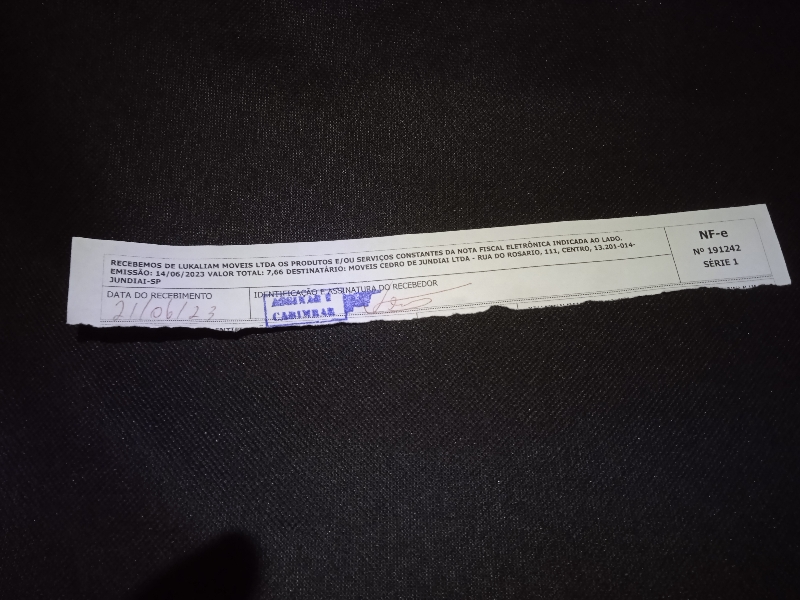 RECEBEMOS DE LUKALIAM MOVEIS LTDA OS PRODUTOS E/OU SERVIÇOS CONSTANTES DA NOTA FISCAL ELETRÔNICA INDICADA AO LADO.
EMISSÃO: 14/06/2023 VALOR TOTAL: 7,66 DESTINATÁRIO: MOVEIS CEDRO DE JUNDIAI LTDA - RUA DO ROSARIO, 111, CENTRO, 13.201-014-
JUNDIAI-SP
DATA DO RECEBIMENTO
21/06/23
IDENTIFICAÇÃO E ASSINATURA DO RECEBEDOR
ASSINAR E
CARIMBAR
NF-e
Nº 191242
SÉRIE 1